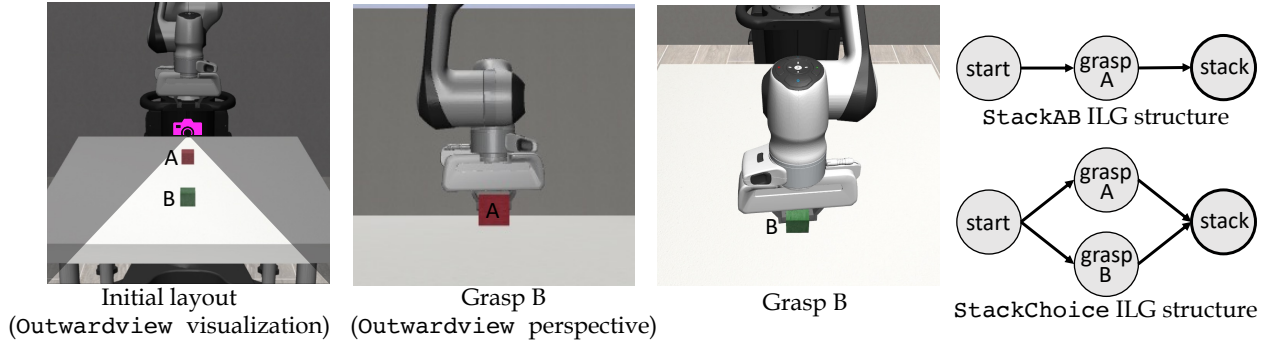 A
B
Initial layout
(Outwardview visualization)
A
Grasp B
(Outwardview perspective)
B
Grasp B
start
grasp
A
stack
StackAB ILG structure
start
grasp
A
grasp
B
stack
StackChoice ILG structure